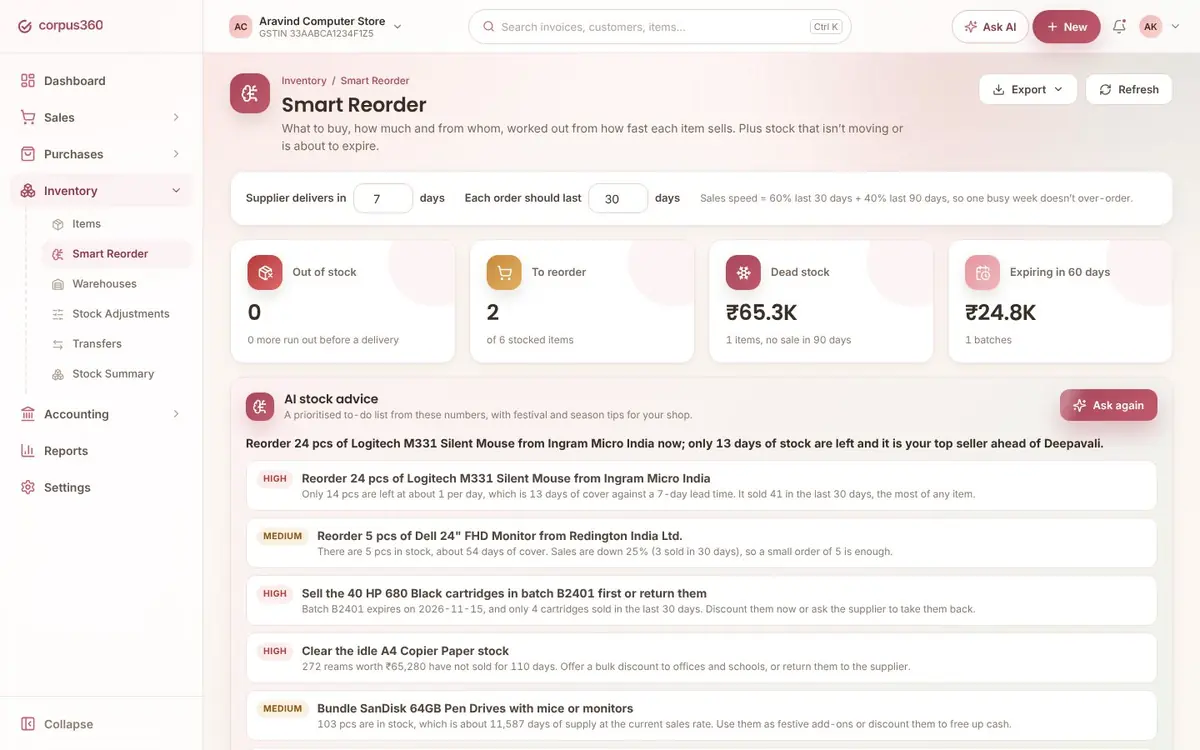 corpus360
AC
Aravind Computer Store
GSTIN 33AABCA1234F1Z5
Search invoices, customers, items...
Ctrl K
Ask AI
New
AK
Dashboard
Sales
Purchases
Inventory
Items
Smart Reorder
Warehouses
Stock Adjustments
Transfers
Stock Summary
Accounting
Reports
Settings
Collapse
Inventory / Smart Reorder
Smart Reorder
What to buy, how much and from whom, worked out from how fast each item sells. Plus stock that isn't moving or
is about to expire.
Export
Refresh
Supplier delivers in 7 days Each order should last 30 days Sales speed = 60% last 30 days + 40% last 90 days, so one busy week doesn't over-order.
Out of stock
0
0 more run out before a delivery
To reorder
2
of 6 stocked items
Dead stock
₹65.3K
1 items, no sale in 90 days
Expiring in 60 days
₹24.8K
1 batches
AI stock advice
A prioritised to-do list from these numbers, with festival and season tips for your shop.
Ask again
Reorder 24 pcs of Logitech M331 Silent Mouse from Ingram Micro India now; only 13 days of stock are left and it is your top seller ahead of Deepavali.
HIGH Reorder 24 pcs of Logitech M331 Silent Mouse from Ingram Micro India
Only 14 pcs are left at about 1 per day, which is 13 days of cover against a 7-day lead time. It sold 41 in the last 30 days, the most of any item.
MEDIUM Reorder 5 pcs of Dell 24" FHD Monitor from Redington India Ltd.
There are 5 pcs in stock, about 54 days of cover. Sales are down 25% (3 sold in 30 days), so a small order of 5 is enough.
HIGH Sell the 40 HP 680 Black cartridges in batch B2401 first or return them
Batch B2401 expires on 2026-11-15, and only 4 cartridges sold in the last 30 days. Discount them now or ask the supplier to take them back.
HIGH Clear the idle A4 Copier Paper stock
272 reams worth ₹65,280 have not sold for 110 days. Offer a bulk discount to offices and schools, or return them to the supplier.
MEDIUM Bundle SanDisk 64GB Pen Drives with mice or monitors
103 pcs are in stock, which is about 11,587 days of supply at the current sales rate. Use them as festive add-ons or discount them to free up cash.